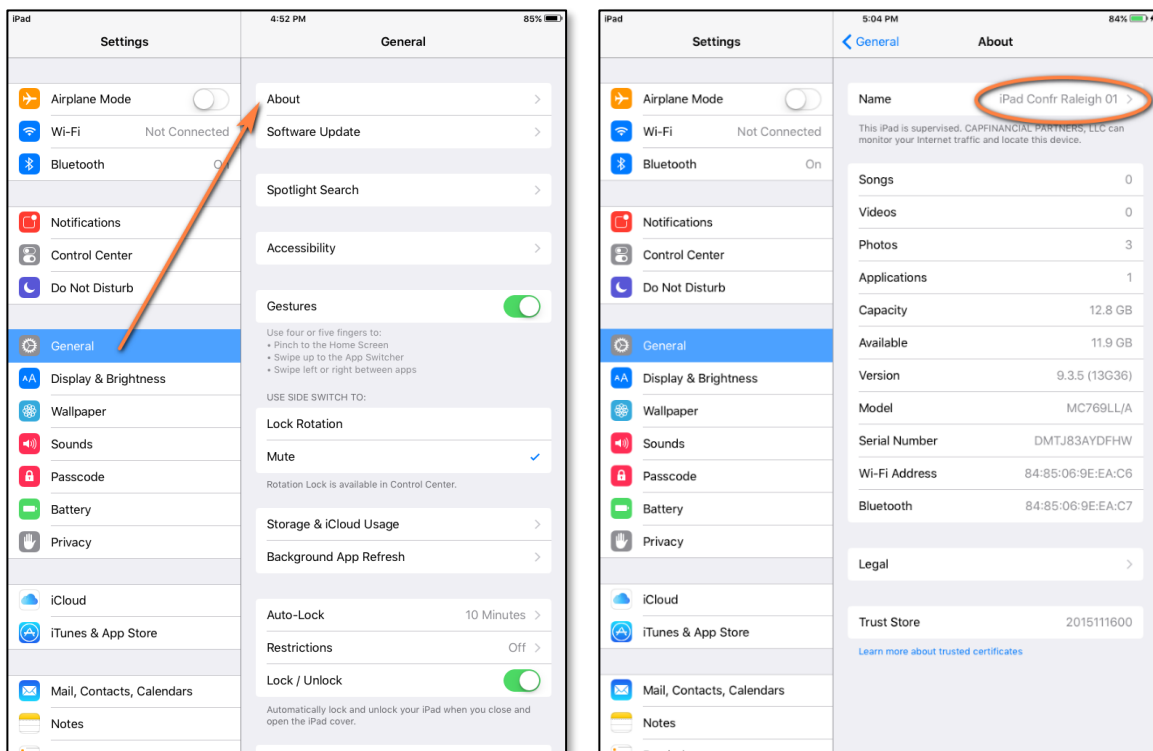 iPad 4:52 PM 85%
Settings
General
Airplane Mode
Wi-Fi Not Connected
Bluetooth On
Notifications
Control Center
Do Not Disturb
General
Display & Brightness
Wallpaper
Sounds
Passcode
Battery
Privacy
iCloud
iTunes & App Store
Mail, Contacts, Calendars
Notes
About
Software Update
Spotlight Search
Accessibility
Gestures
Use four or five fingers to:
• Pinch to the Home Screen
• Swipe up to the App Switcher
• Swipe left or right between apps
USE SIDE SWITCH TO:
Lock Rotation
Mute
Rotation Lock is available in Control Center.
Storage & iCloud Usage
Background App Refresh
Auto-Lock 10 Minutes
Restrictions Off
Lock / Unlock
Automatically lock and unlock your iPad when you close and
open the iPad cover.
iPad 5:04 PM 84%
Settings
General About
Airplane Mode
Wi-Fi Not Connected
Bluetooth On
Notifications
Control Center
Do Not Disturb
General
Display & Brightness
Wallpaper
Sounds
Passcode
Battery
Privacy
iCloud
iTunes & App Store
Mail, Contacts, Calendars
Notes
Name iPad Confr Raleigh 01
This iPad is supervised. CAPFINANCIAL PARTNERS, LLC can
monitor your Internet traffic and locate this device.
Songs 0
Videos 0
Photos 3
Applications 1
Capacity 12.8 GB
Available 11.9 GB
Version 9.3.5 (13G36)
Model MC769LL/A
Serial Number DMTJ83AYDFHW
Wi-Fi Address 84:85:06:9E:EA:C6
Bluetooth 84:85:06:9E:EA:C7
Legal
Trust Store 2015111600
Learn more about trusted certificates